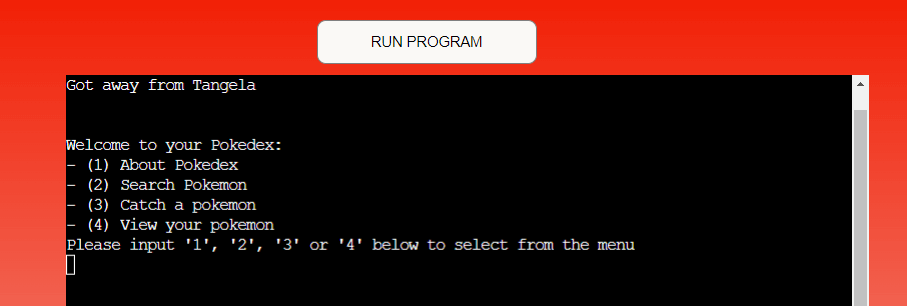 RUN PROGRAM
Got away from Tangela
Welcome to your Pokedex:
- (1) About Pokedex
- (2) Search Pokemon
- (3) Catch a pokemon
- (4) View your pokemon
Please input '1', '2', '3' or '4' below to select from the menu